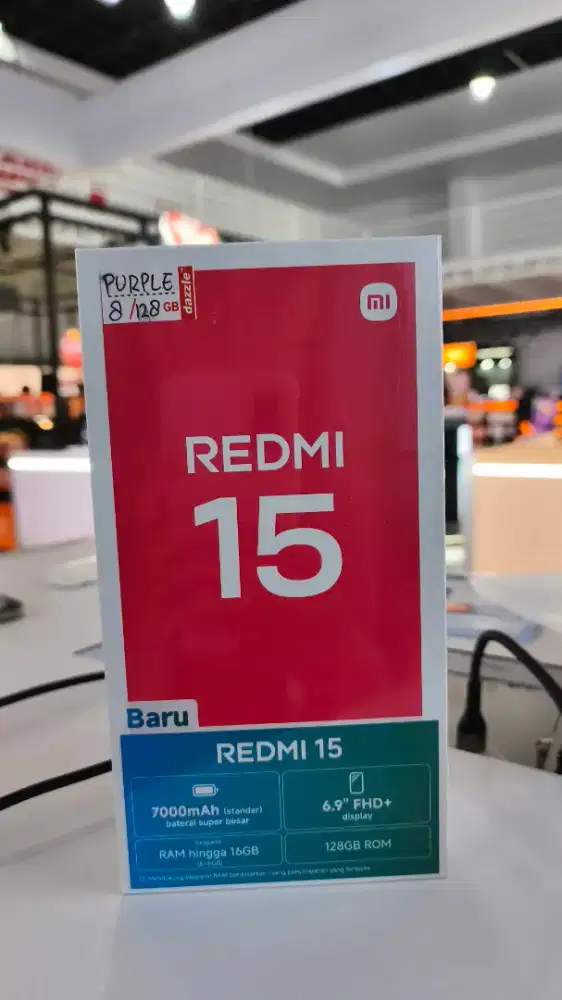 PURPLE
8/128 GB
dazzle
mi
REDMI
15
Baru
REDMI 15
7000mAh (standar)
baterai super besar
6.9" FHD+
display
RAM hingga 16GB
128GB ROM